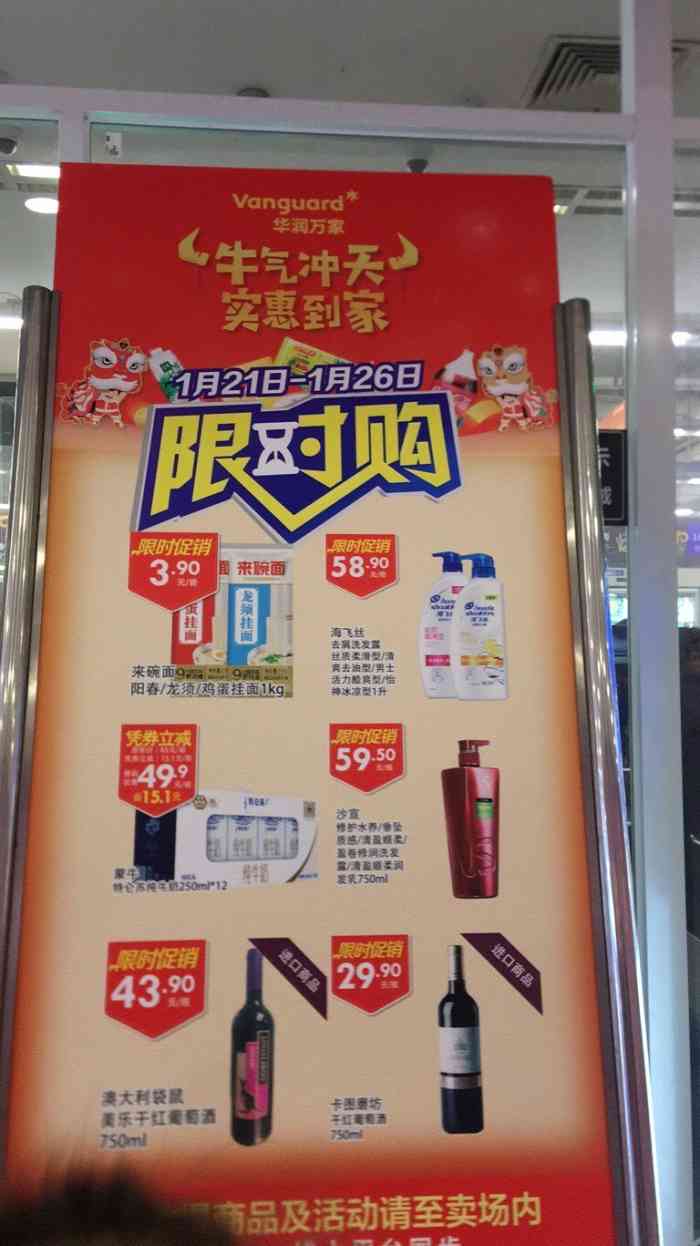 Vanguard
华润万家
牛气冲天
实惠到家
1月21日-1月26日
限时购
限时促销
3.90
来碗面
龙须挂面
来碗面
阳春/龙须/鸡蛋挂面1kg
限时促销
58.90
海飞丝
去屑洗发露
丝质柔滑型/清
爽去油型/男士
活力酷爽型/怡
神冰凉型1升
凭券立减
49.9
省15.1元
纯牛奶
蒙牛
特仑苏纯牛奶250ml*12
限时促销
59.50
沙宣
修护水养/垂坠
质感/清盈顺柔/
盈卷修润洗发
露/清盈顺柔润
发乳750ml
限时促销
43.90
进口商品
澳大利袋鼠
美乐干红葡萄酒
750ml
限时促销
29.90
进口商品
卡图磨坊
干红葡萄酒
750ml
商品及活动请至卖场内